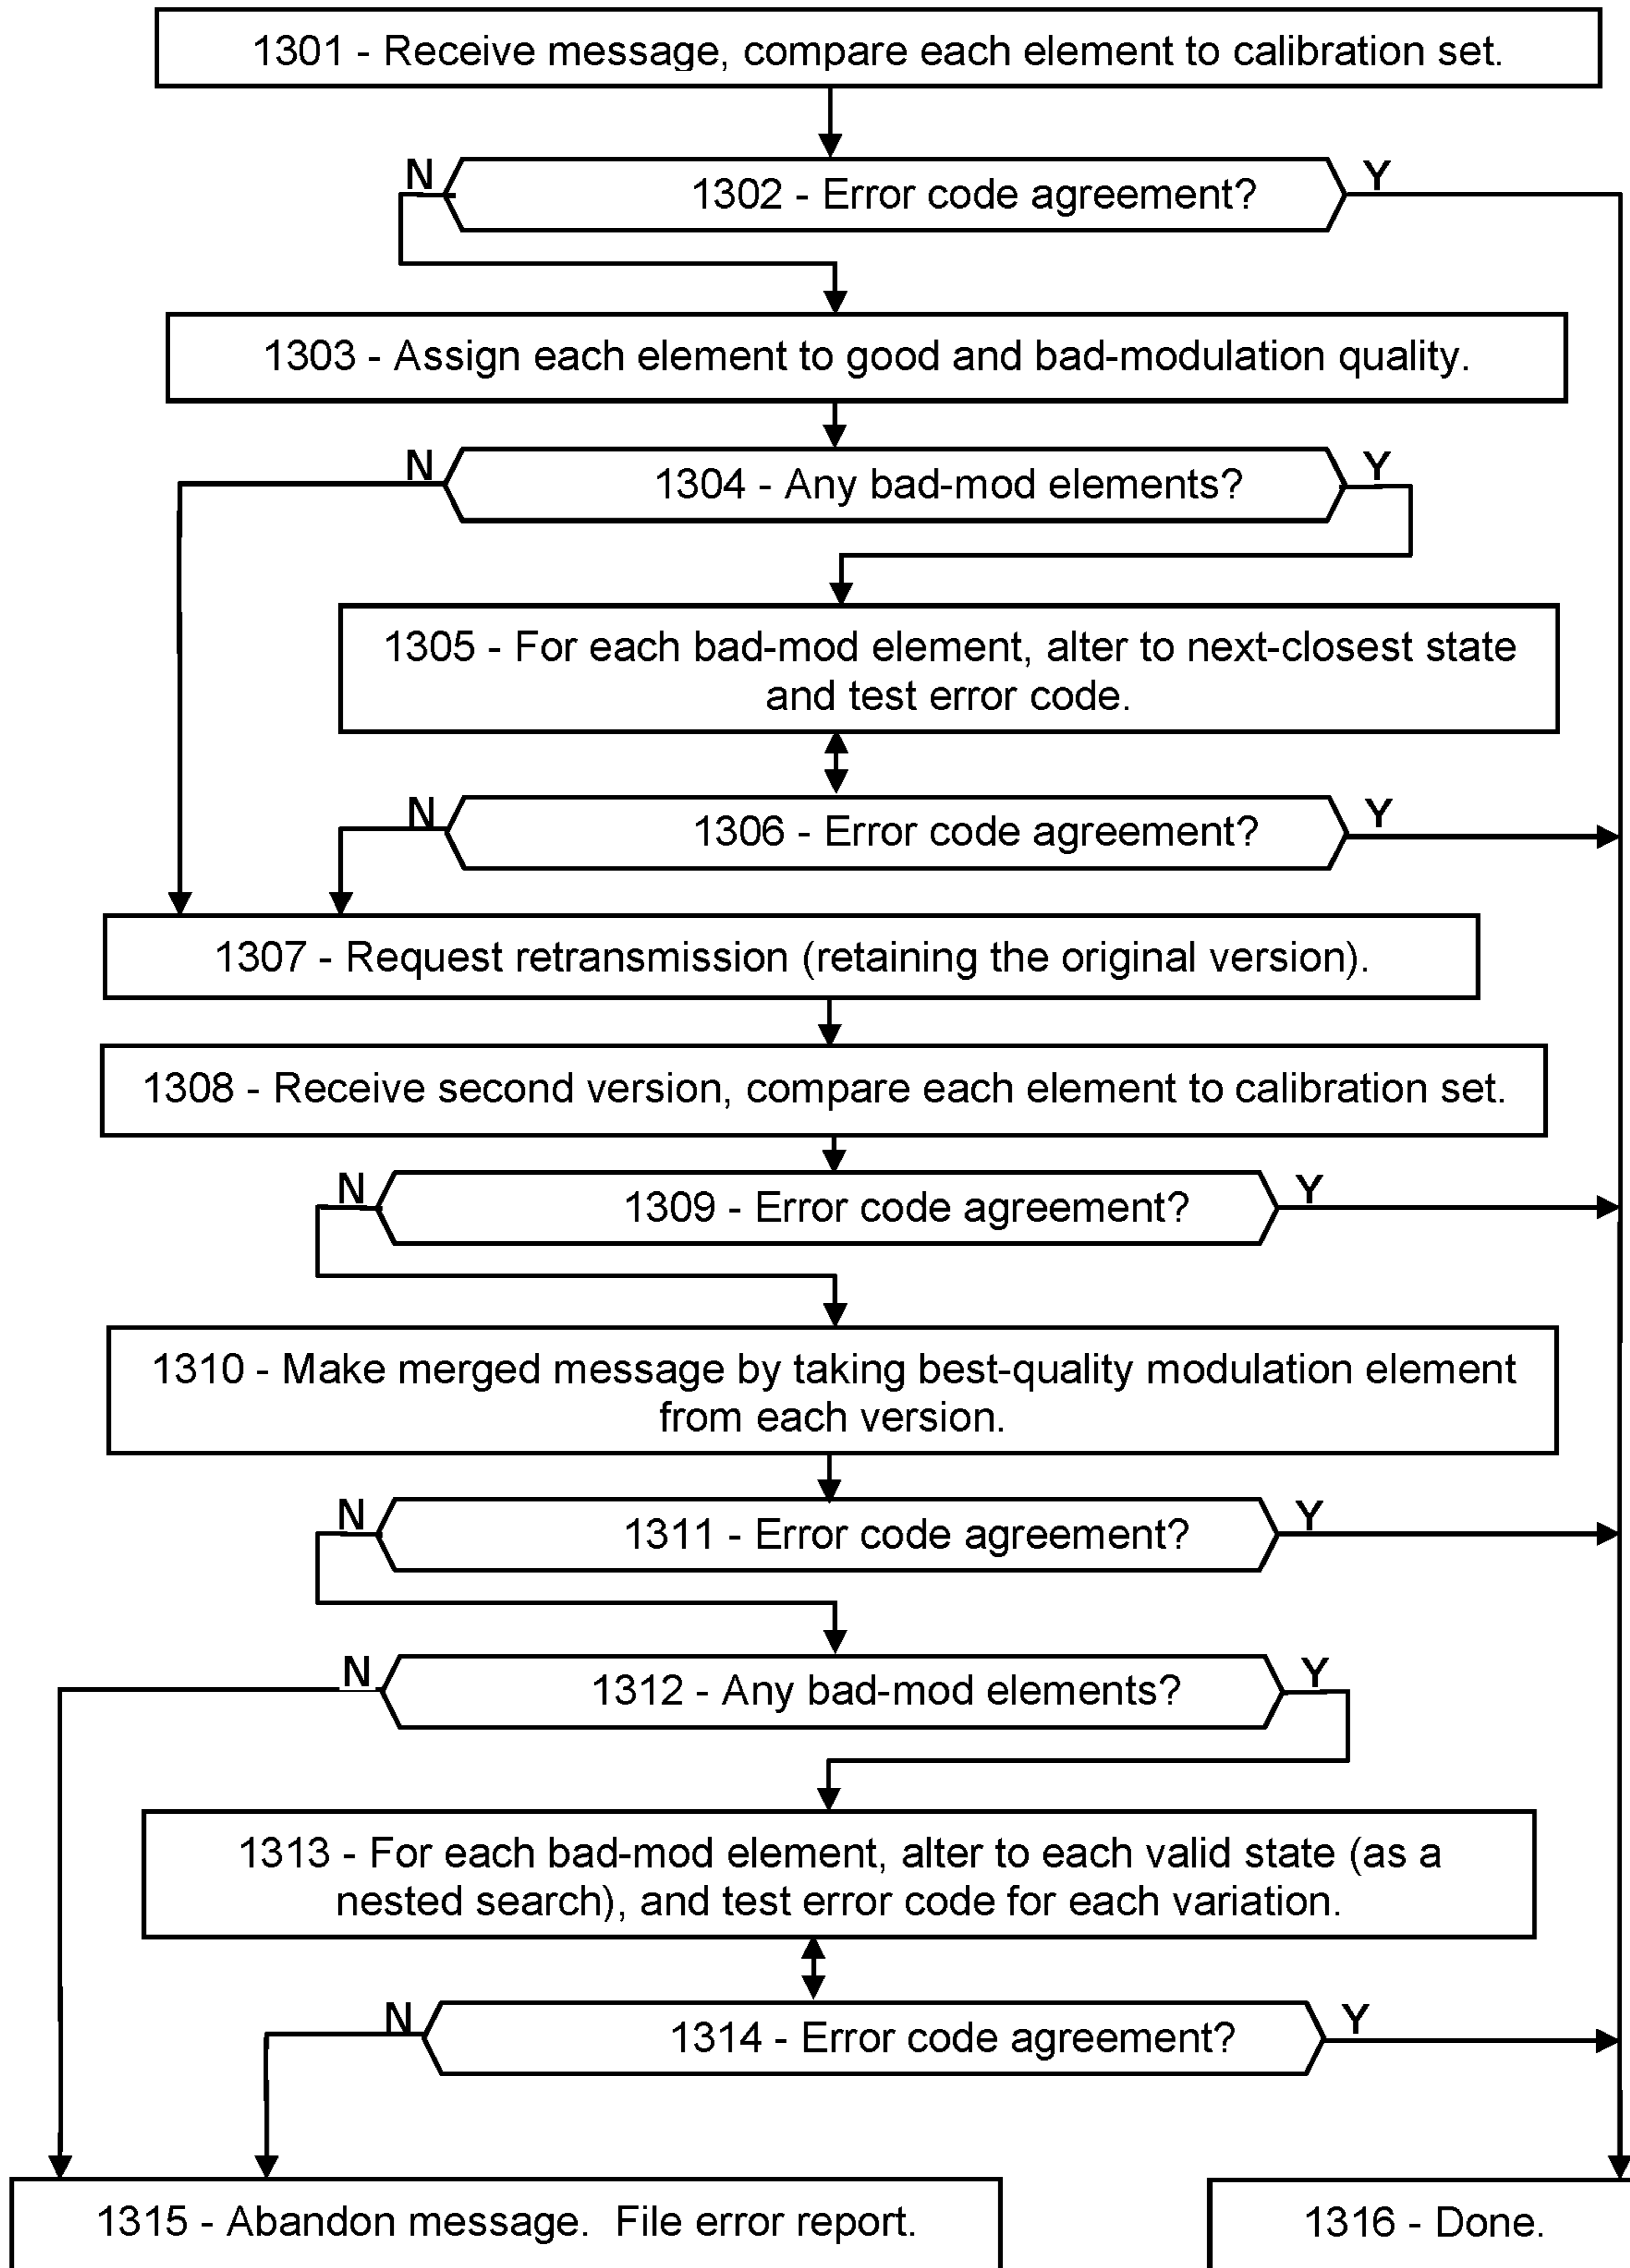 1301 - Receive message, compare each element to calibration set.
N
Y
1302 - Error code agreement?
1303 - Assign each element to good and bad-modulation quality.
N
Y
1304 - Any bad-mod elements?
1305 - For each bad-mod element, alter to next-closest state
and test error code.
N
Y
1306 - Error code agreement?
1307 - Request retransmission (retaining the original version).
1308 - Receive second version, compare each element to calibration set.
N
Y
1309 - Error code agreement?
1310 - Make merged message by taking best-quality modulation element
from each version.
N
Y
1311 - Error code agreement?
N
Y
1312 - Any bad-mod elements?
1313 - For each bad-mod element, alter to each valid state (as a
nested search), and test error code for each variation.
N
Y
1314 - Error code agreement?
1315 - Abandon message.  File error report.
1316 - Done.